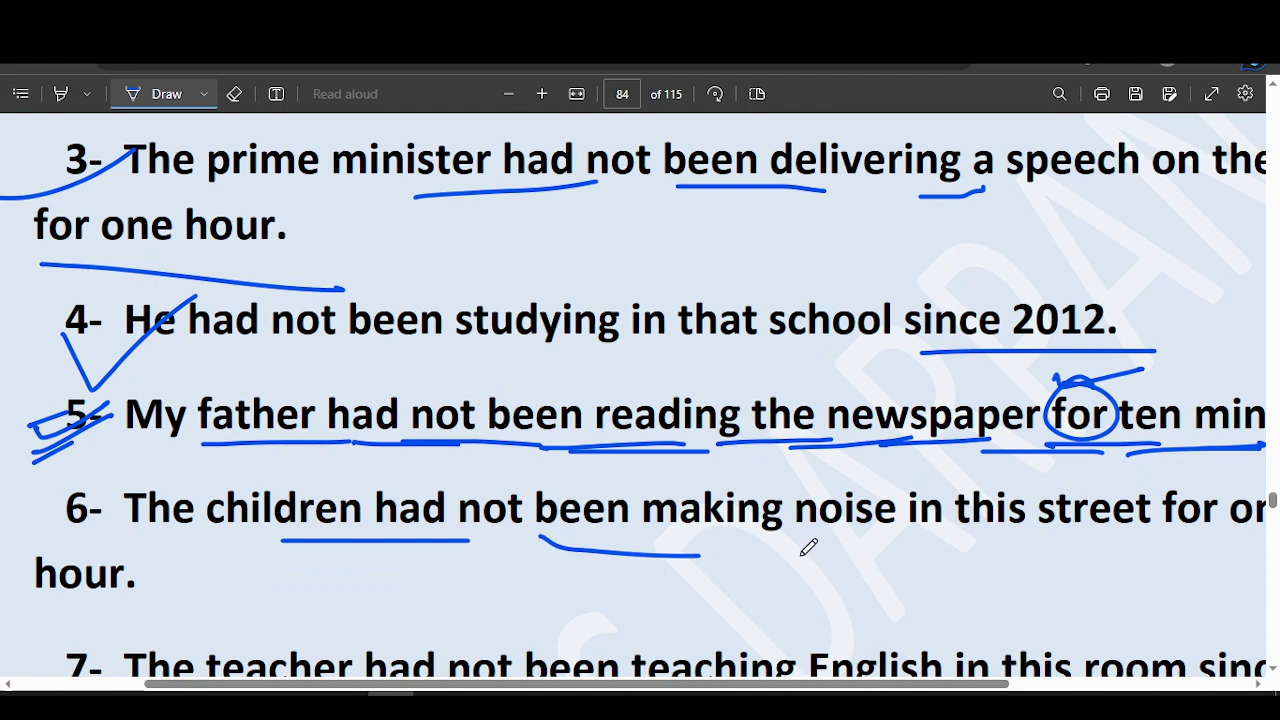 Draw
Read aloud
84 of 115
3- The prime minister had not been delivering a speech on the
for one hour.
4- He had not been studying in that school since 2012.
5- My father had not been reading the newspaper for ten min
6- The children had not been making noise in this street for or
hour.
7- The teacher had not been teaching English in this room sinc